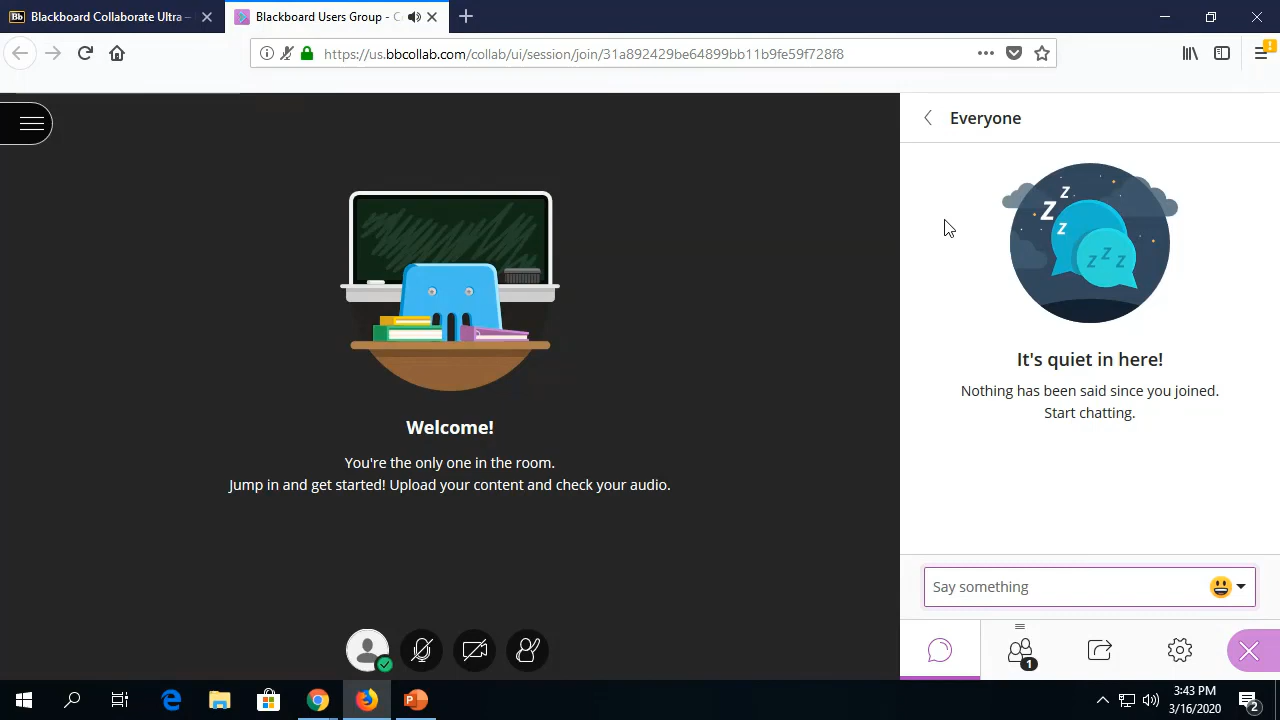 Bb
Blackboard Collaborate Ultra –
Blackboard Users Group - C
https://us.bbcollab.com/collab/ui/session/join/31a892429be64899bb11b9fe59f728f8
Everyone
Z
Z
Z
Z Z Z
It's quiet in here!
Nothing has been said since you joined.
Start chatting.
Welcome!
You're the only one in the room.
Jump in and get started! Upload your content and check your audio.
Say something
1
3:43 PM
3/16/2020
2